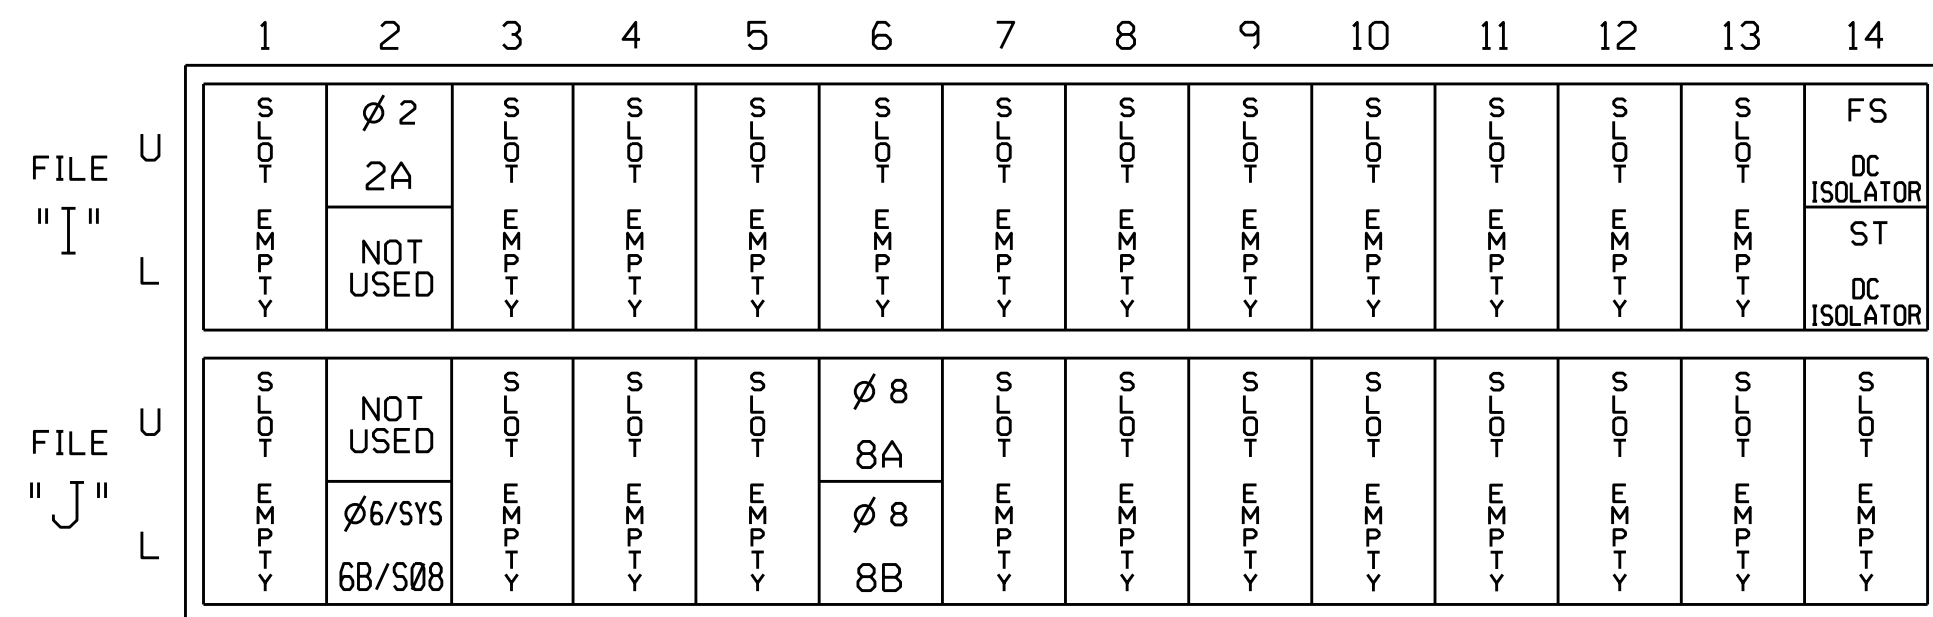 1 2 3 4 5 6 7 8 9 10 11 12 13 14
FILE
"I"
U
L
SLOT EMPTY
Ø 2
2A
NOT
USED
SLOT EMPTY
SLOT EMPTY
SLOT EMPTY
SLOT EMPTY
SLOT EMPTY
SLOT EMPTY
SLOT EMPTY
SLOT EMPTY
SLOT EMPTY
SLOT EMPTY
SLOT EMPTY
FS
DC
ISOLATOR
ST
DC
ISOLATOR
FILE
"J"
U
L
SLOT EMPTY
NOT
USED
Ø6/SYS
6B/SØ8
SLOT EMPTY
SLOT EMPTY
SLOT EMPTY
Ø 8
8A
Ø 8
8B
SLOT EMPTY
SLOT EMPTY
SLOT EMPTY
SLOT EMPTY
SLOT EMPTY
SLOT EMPTY
SLOT EMPTY
SLOT EMPTY